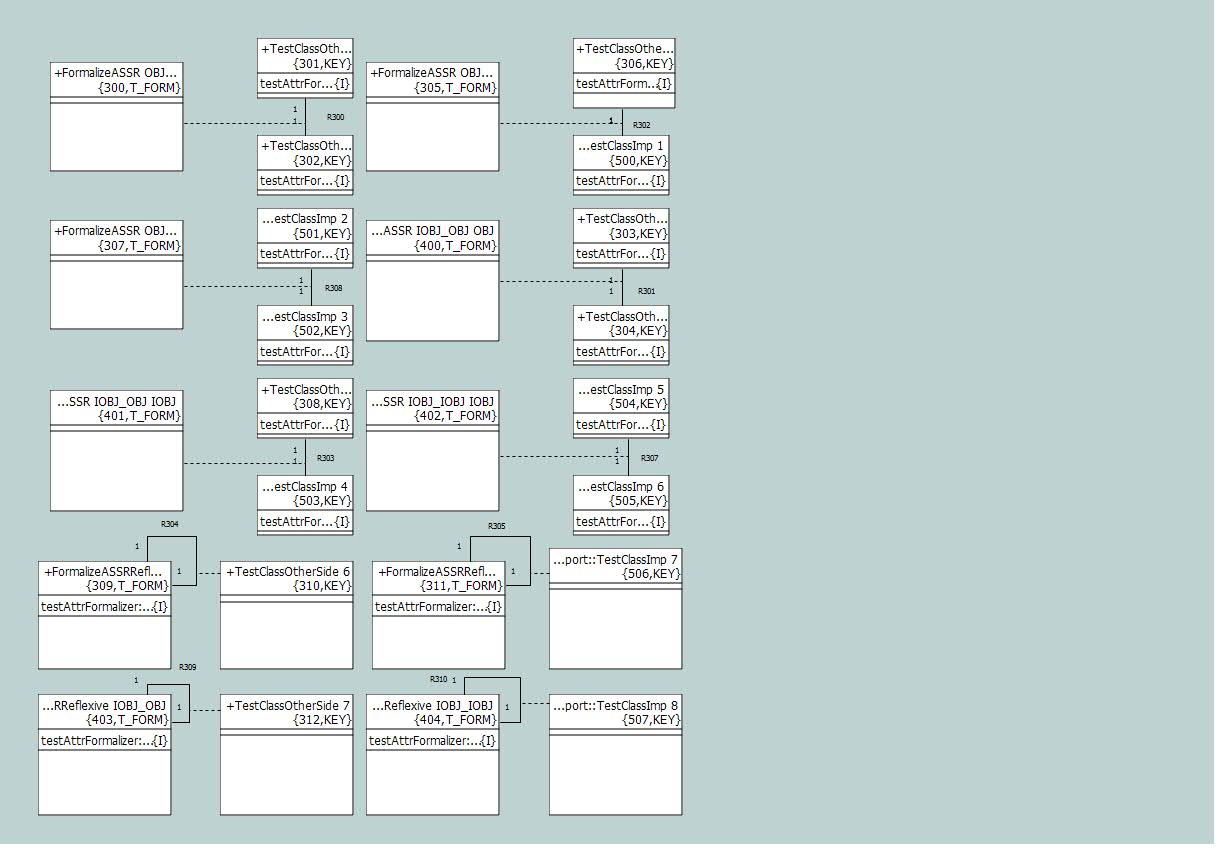 +FormalizeASSR OBJ...
{300,T_FORM}
+TestClassOth...
{301,KEY}
testAttrFor...{I}
1
1
R300
+TestClassOth...
{302,KEY}
testAttrFor...{I}
+FormalizeASSR OBJ...
{305,T_FORM}
+TestClassOthe...
{306,KEY}
testAttrForm...{I}
1
R302
...estClassImp 1
{500,KEY}
testAttrFor...{I}
+FormalizeASSR OBJ...
{307,T_FORM}
...estClassImp 2
{501,KEY}
testAttrFor...{I}
1
1
R308
...estClassImp 3
{502,KEY}
testAttrFor...{I}
...ASSR IOBJ_OBJ OBJ
{400,T_FORM}
+TestClassOth...
{303,KEY}
testAttrFor...{I}
1
1
R301
+TestClassOth...
{304,KEY}
testAttrFor...{I}
...SSR IOBJ_OBJ IOBJ
{401,T_FORM}
+TestClassOth...
{308,KEY}
testAttrFor...{I}
1
1
R303
...estClassImp 4
{503,KEY}
testAttrFor...{I}
...SSR IOBJ_IOBJ IOBJ
{402,T_FORM}
...estClassImp 5
{504,KEY}
testAttrFor...{I}
1
1
R307
...estClassImp 6
{505,KEY}
testAttrFor...{I}
R304
1
1
+FormalizeASSRRefl...
{309,T_FORM}
testAttrFormalizer:...{I}
+TestClassOtherSide 6
{310,KEY}
R305
1
1
+FormalizeASSRRefl...
{311,T_FORM}
testAttrFormalizer:...{I}
...port::TestClassImp 7
{506,KEY}
R309
1
1
...RReflexive IOBJ_OBJ
{403,T_FORM}
testAttrFormalizer:...{I}
+TestClassOtherSide 7
{312,KEY}
R310
1
1
...Reflexive IOBJ_IOBJ
{404,T_FORM}
testAttrFormalizer:...{I}
...port::TestClassImp 8
{507,KEY}